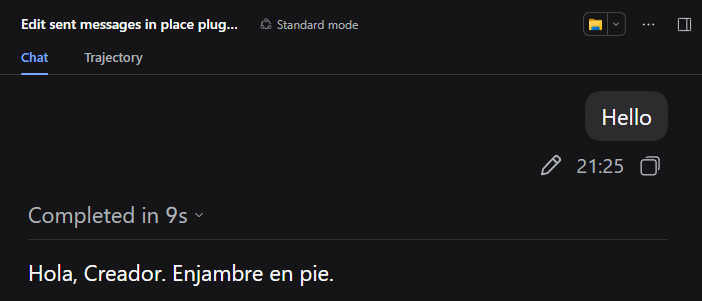 Edit sent messages in place plug...
Standard mode
Chat
Trajectory
Hello
21:25
Completed in 9s
Hola, Creador. Enjambre en pie.